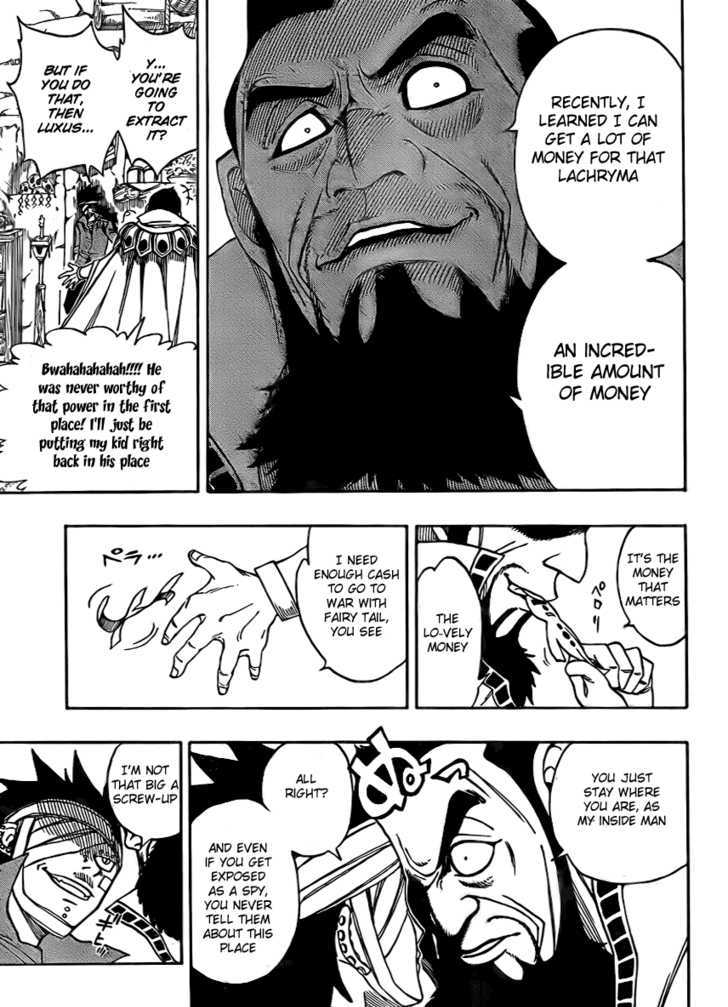 RECENTLY, I
LEARNED I CAN
GET A LOT OF
MONEY FOR THAT
LACHRYMA
AN INCRED-
IBLE AMOUNT
OF MONEY
Y...
YOU'RE
GOING
TO
EXTRACT
IT?
BUT IF
YOU DO
THAT,
THEN
LUXUS...
Bwahahahahah!!!! He
was never worthy of
that power in the first
place! I'll just be
putting my kid right
back in his place
IT'S THE
MONEY
THAT
MATTERS
ペロリ
THE
LO-VELY
MONEY
I NEED
ENOUGH CASH
TO GO TO
WAR WITH
FAIRY TAIL,
YOU SEE
ペラ...
YOU JUST
STAY WHERE
YOU ARE, AS
MY INSIDE MAN
ALL
RIGHT?
AND EVEN
IF YOU GET
EXPOSED
AS A SPY,
YOU NEVER
TELL THEM
ABOUT THIS
PLACE
I'M NOT
THAT BIG A
SCREW-UP